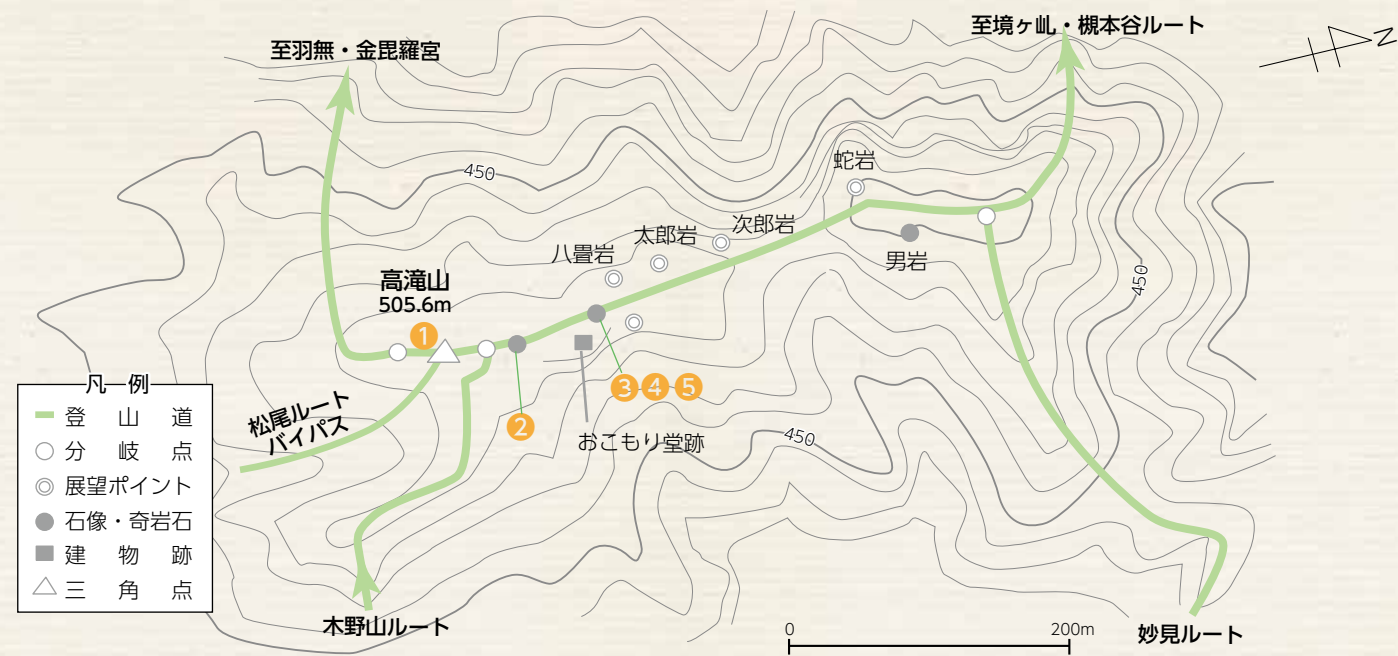 至羽無・金毘羅宮
至境ヶ乢・槻本谷ルート
N
450
蛇岩
次郎岩
太郎岩
八畳岩
男岩
高滝山
505.6m
1
450
2
3 4 5
松尾ルート
バイパス
おこもり堂跡
450
凡例
登山道
分岐点
展望ポイント
石像・奇岩石
建物跡
三角点
木野山ルート
0 200m
妙見ルート